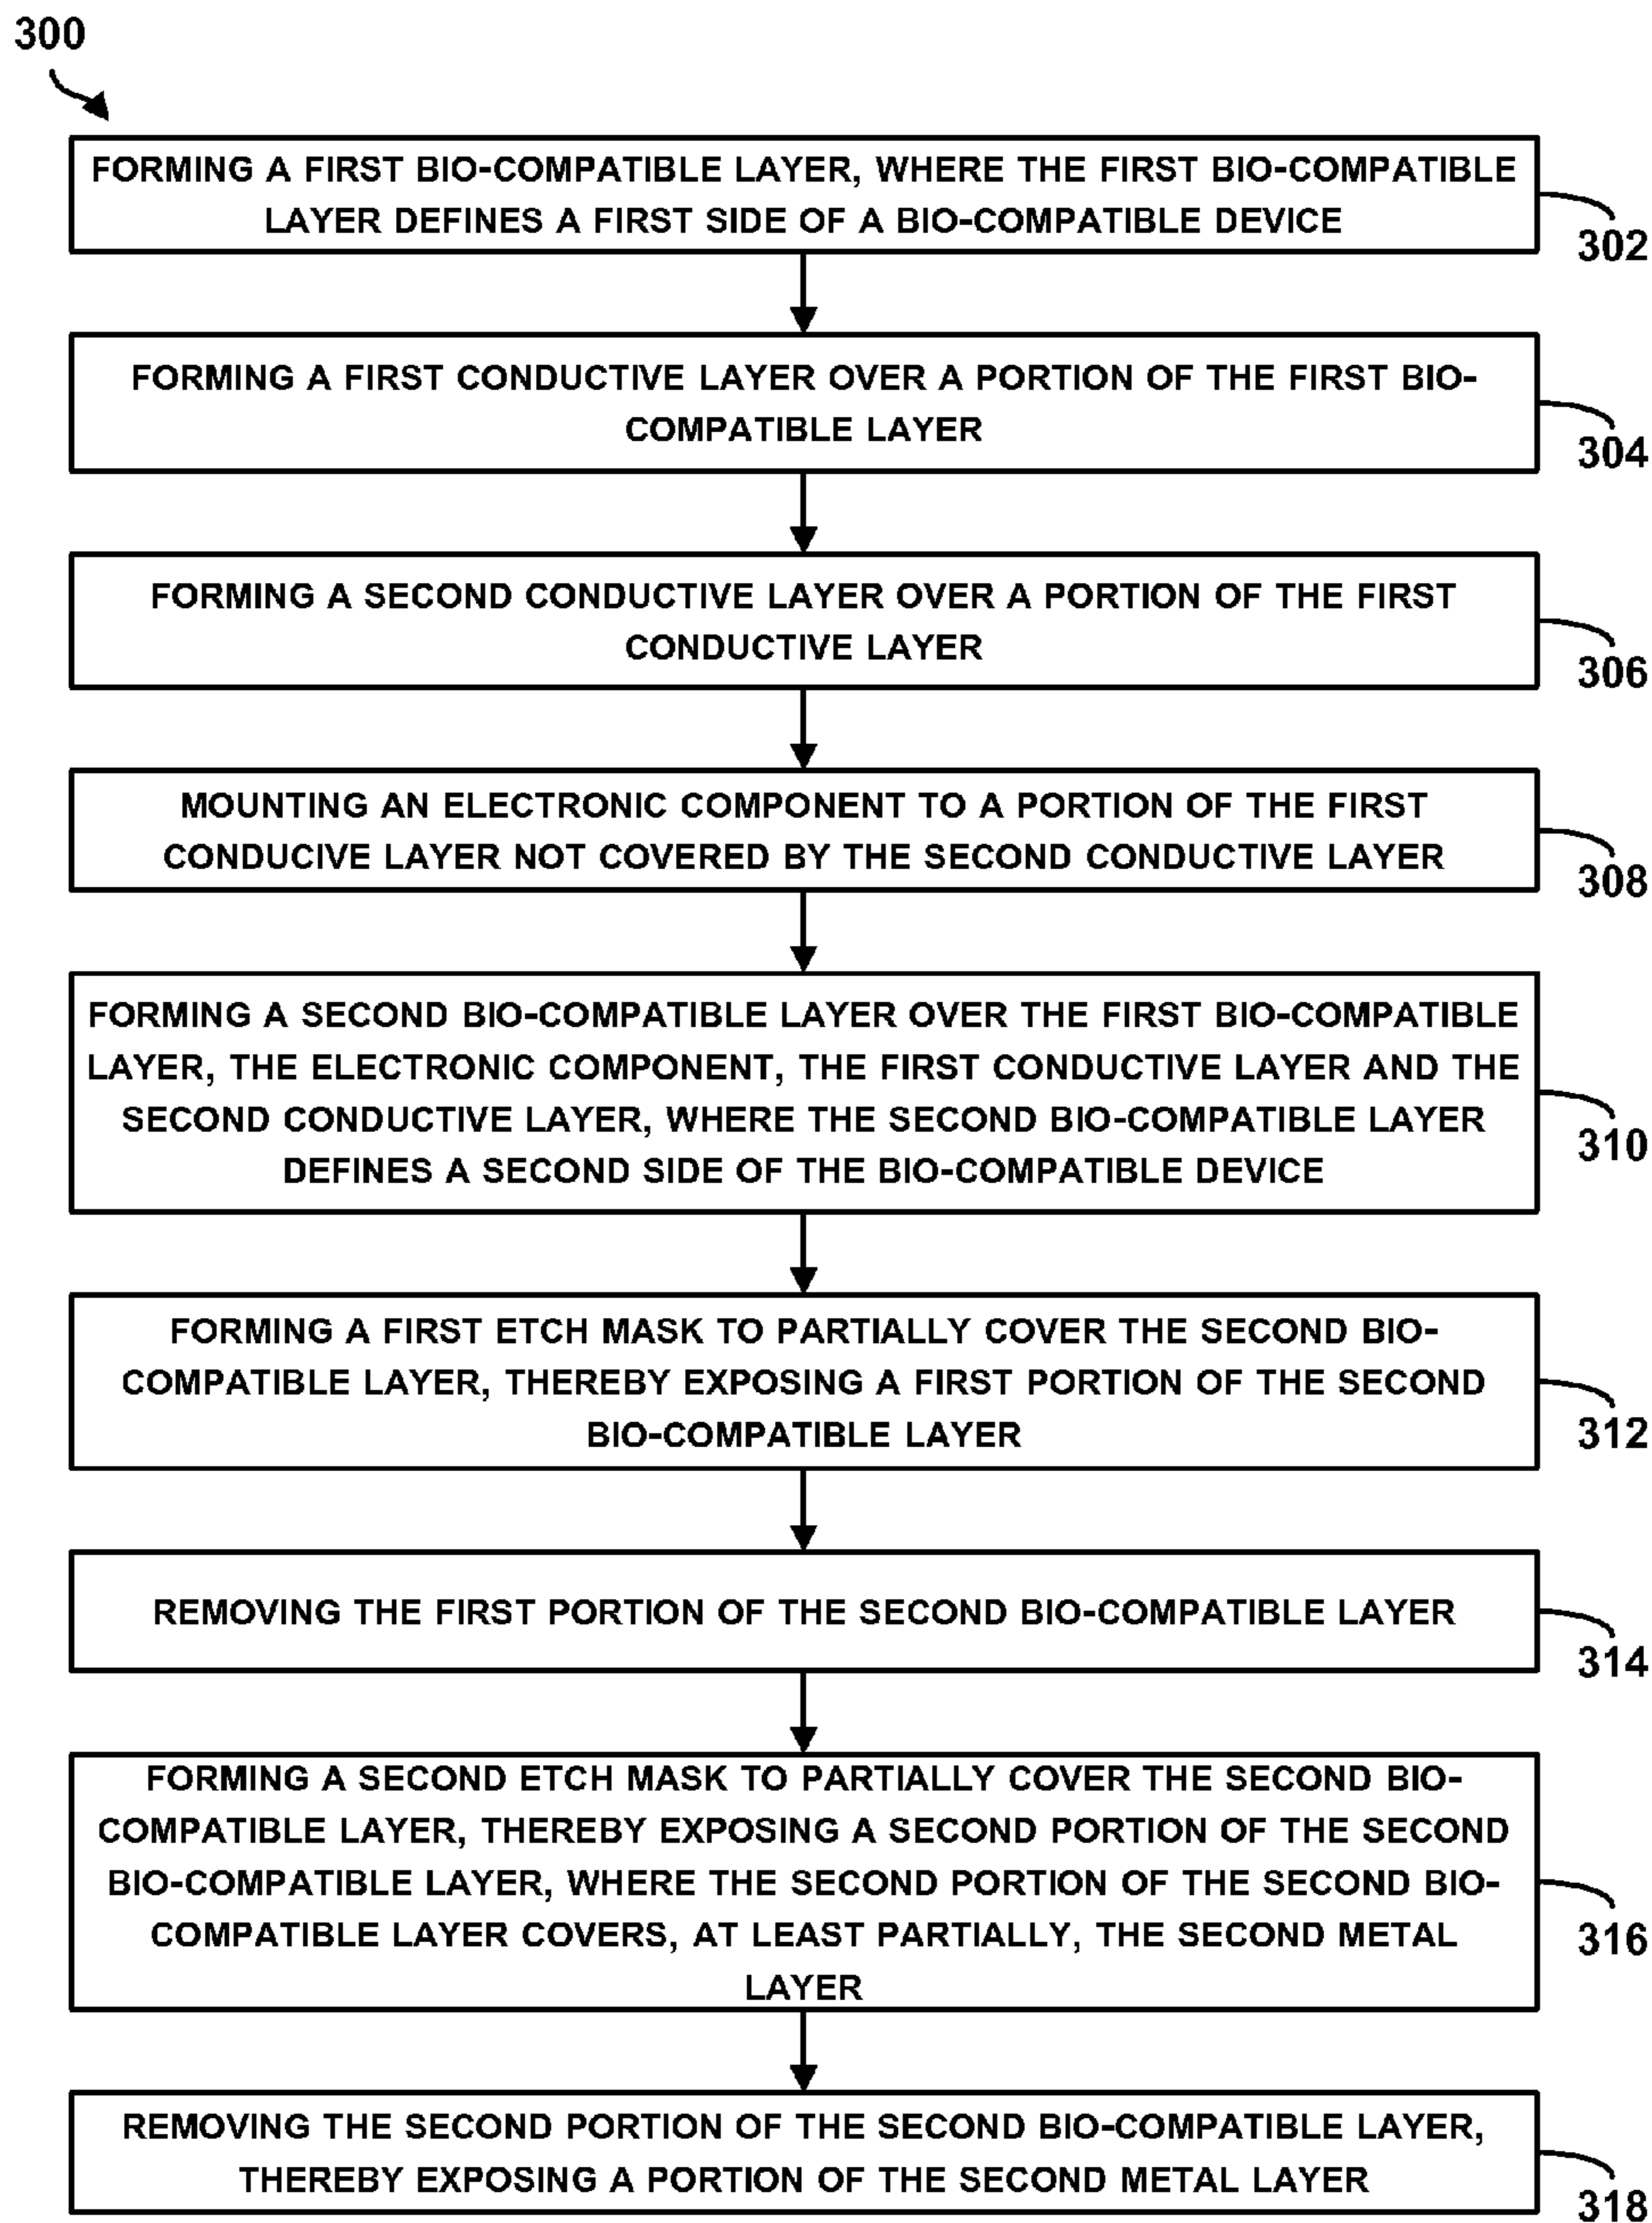 300
FORMING A FIRST BIO-COMPATIBLE LAYER, WHERE THE FIRST BIO-COMPATIBLE
LAYER DEFINES A FIRST SIDE OF A BIO-COMPATIBLE DEVICE
302
FORMING A FIRST CONDUCTIVE LAYER OVER A PORTION OF THE FIRST BIO-
COMPATIBLE LAYER
304
FORMING A SECOND CONDUCTIVE LAYER OVER A PORTION OF THE FIRST
CONDUCTIVE LAYER
306
MOUNTING AN ELECTRONIC COMPONENT TO A PORTION OF THE FIRST
CONDUCIVE LAYER NOT COVERED BY THE SECOND CONDUCTIVE LAYER
308
FORMING A SECOND BIO-COMPATIBLE LAYER OVER THE FIRST BIO-COMPATIBLE
LAYER, THE ELECTRONIC COMPONENT, THE FIRST CONDUCTIVE LAYER AND THE
SECOND CONDUCTIVE LAYER, WHERE THE SECOND BIO-COMPATIBLE LAYER
DEFINES A SECOND SIDE OF THE BIO-COMPATIBLE DEVICE
310
FORMING A FIRST ETCH MASK TO PARTIALLY COVER THE SECOND BIO-
COMPATIBLE LAYER, THEREBY EXPOSING A FIRST PORTION OF THE SECOND
BIO-COMPATIBLE LAYER
312
REMOVING THE FIRST PORTION OF THE SECOND BIO-COMPATIBLE LAYER
314
FORMING A SECOND ETCH MASK TO PARTIALLY COVER THE SECOND BIO-
COMPATIBLE LAYER, THEREBY EXPOSING A SECOND PORTION OF THE SECOND
BIO-COMPATIBLE LAYER, WHERE THE SECOND PORTION OF THE SECOND BIO-
COMPATIBLE LAYER COVERS, AT LEAST PARTIALLY, THE SECOND METAL
LAYER
316
REMOVING THE SECOND PORTION OF THE SECOND BIO-COMPATIBLE LAYER,
THEREBY EXPOSING A PORTION OF THE SECOND METAL LAYER
318